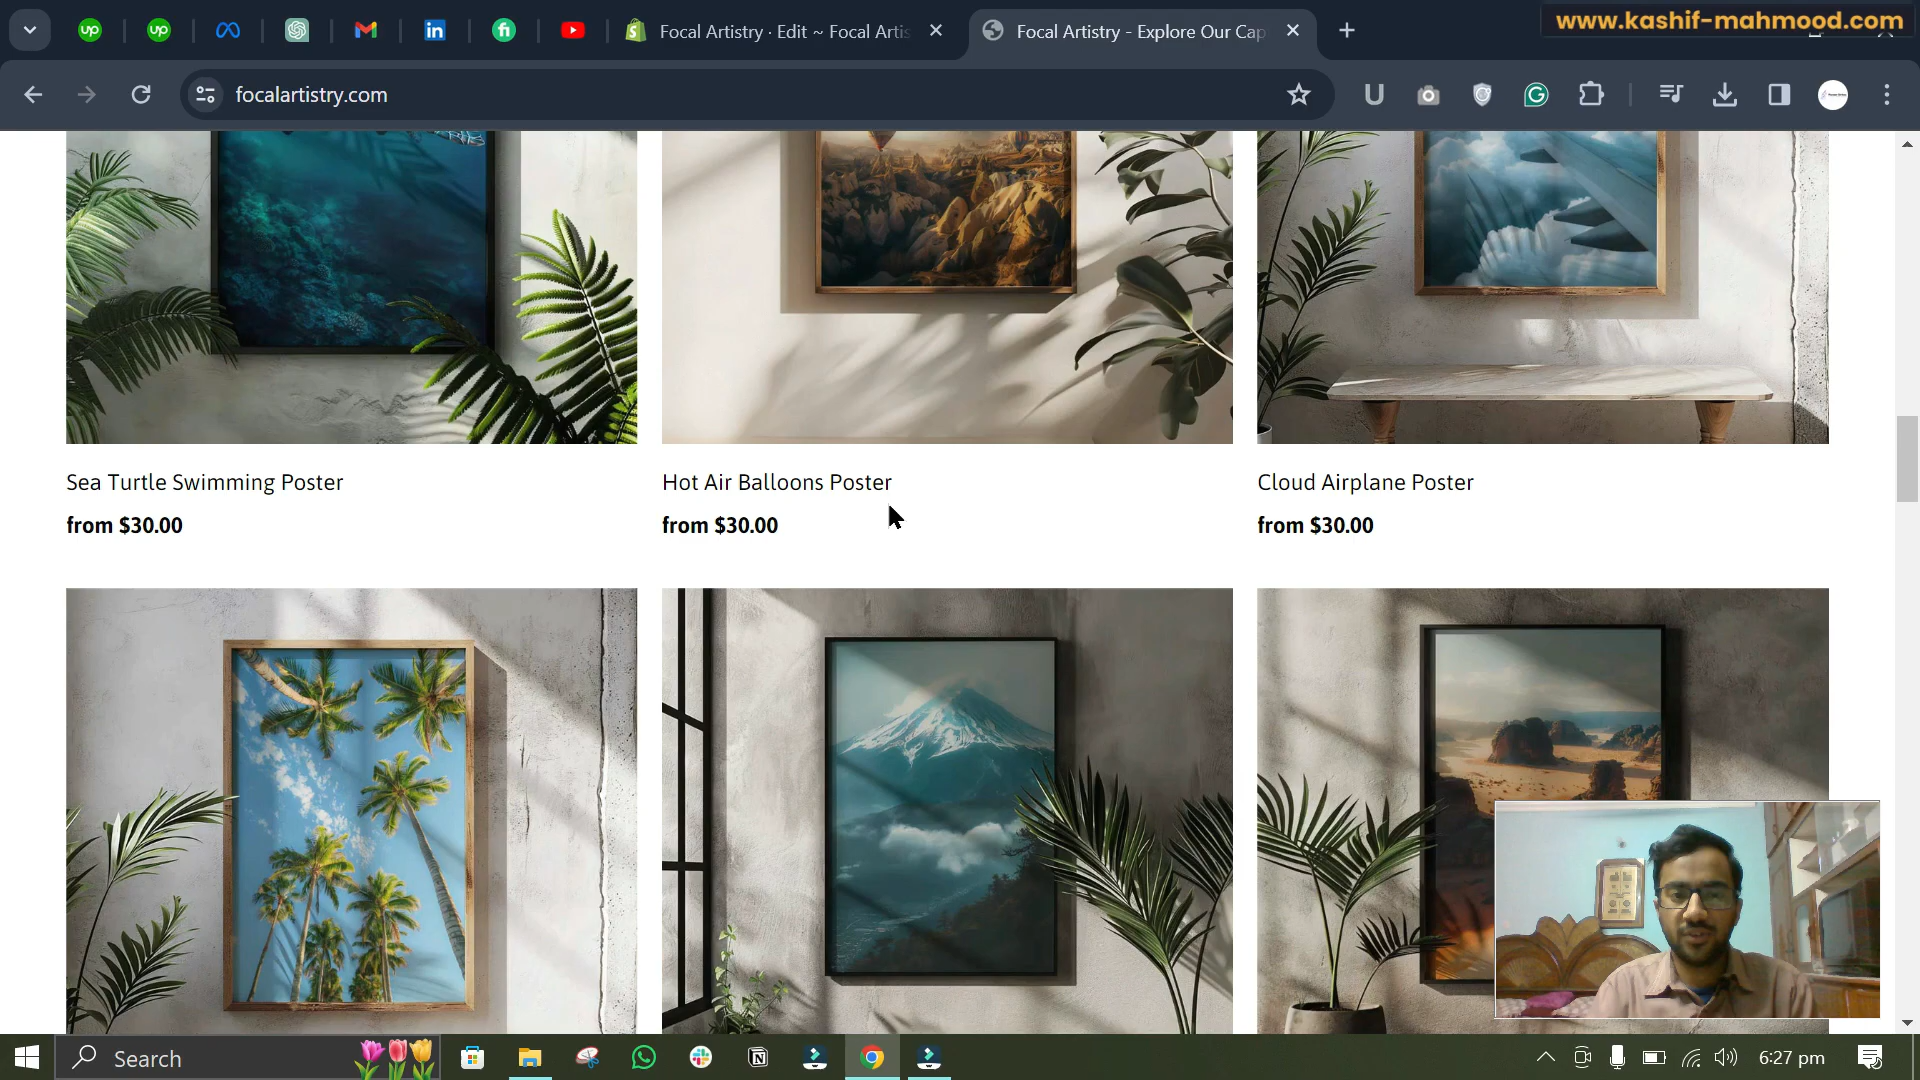 Focal Artistry · Edit ~ Focal Artis
Focal Artistry - Explore Our Cap
www.kashif-mahmood.com
focalartistry.com
Sea Turtle Swimming Poster
Hot Air Balloons Poster
Cloud Airplane Poster
from $30.00
from $30.00
from $30.00
Search
6:27 pm